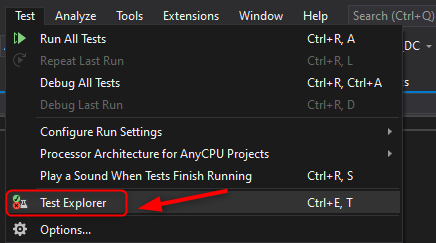 Test Analyze Tools Extensions Window Help Search (Ctrl+Q)
Run All Tests Ctrl+R, A
DC
Repeat Last Run Ctrl+R, L
Debug All Tests Ctrl+R, Ctrl+A
Debug Last Run Ctrl+R, D
Configure Run Settings
Processor Architecture for AnyCPU Projects
Play a Sound When Tests Finish Running Ctrl+R, S
Test Explorer Ctrl+E, T
Options...